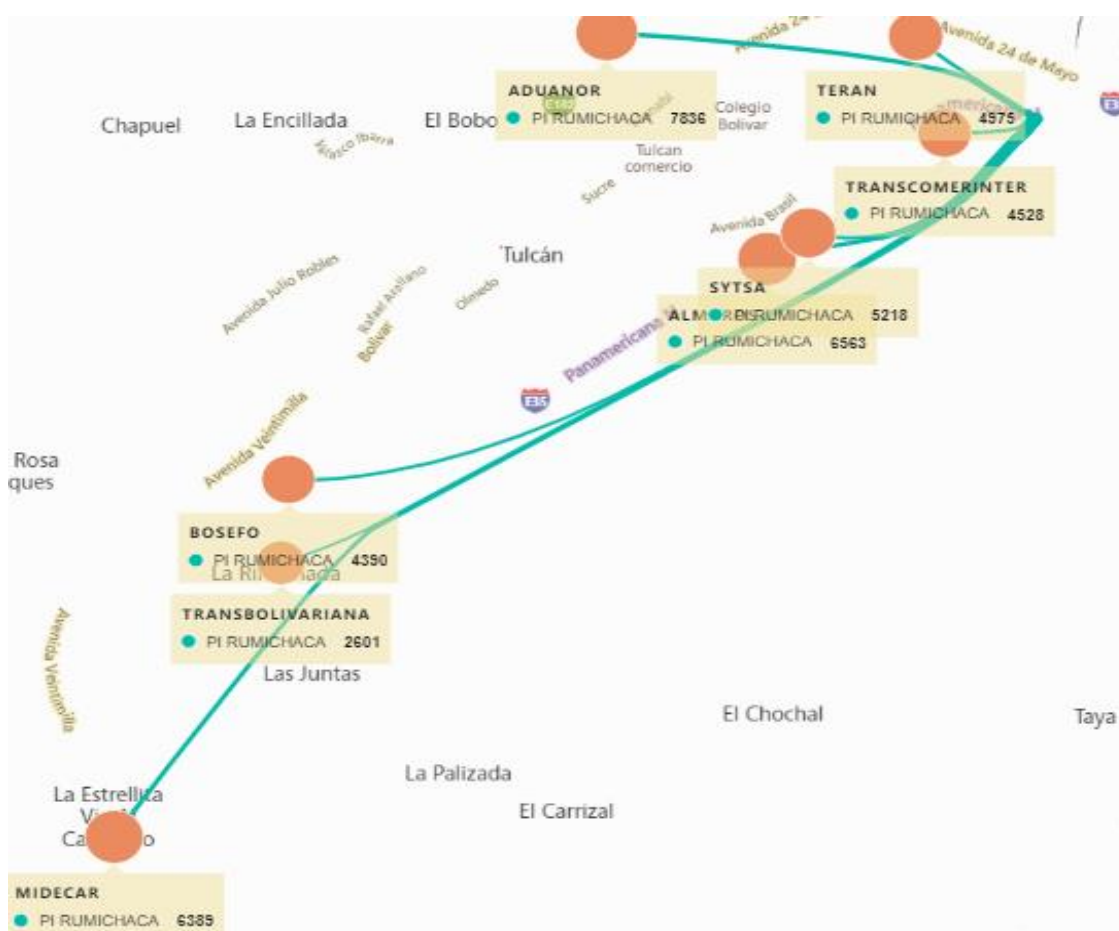 Avenida 24 de Mayo
ADUANOR
PI RUMICHACA 7836
TERAN
PI RUMICHACA 4975
Chapuel
La Encillada
El Bobo
Colegio
Bolivar
Velasco Ibarra
Tulcan
comercio
TRANSCOMERINTER
PI RUMICHACA 4528
Sucre
Avenida Brasil
Tulcán
Avenida Julio Robles
Rafael Arellano
Olmedo
Bolivar
SYTSA
PI RUMICHACA 5218
PI RUMICHACA 6563
Panamericana
E35
Avenida Veintimilla
Rosa
ques
BOSEFO
PI RUMICHACA 4390
TRANSBOLIVARIANA
PI RUMICHACA 2601
Avenida Veintimilla
Las Juntas
El Chochal
Taya
La Palizada
La Estrellita
El Carrizal
MIDECAR
PI RUMICHACA 6389